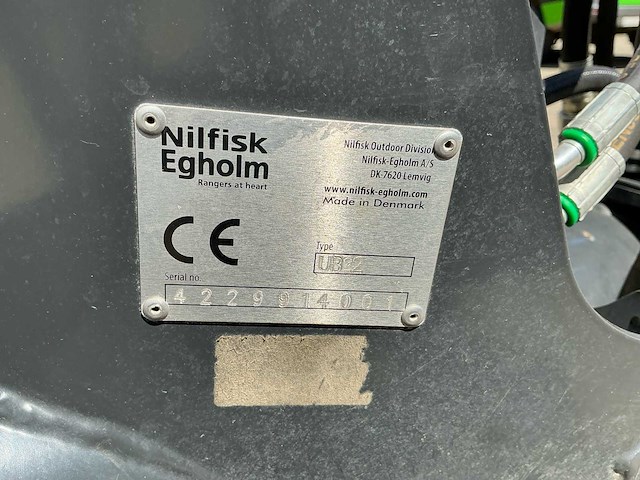 Nilfisk
Egholm
Rangers at heart
Nilfisk Outdoor Division
Nilfisk-Egholm A/S
DK-7620 Lemvig
www.nilfisk-egholm.com
Made in Denmark
CE
Type
Serial no.
4229914001